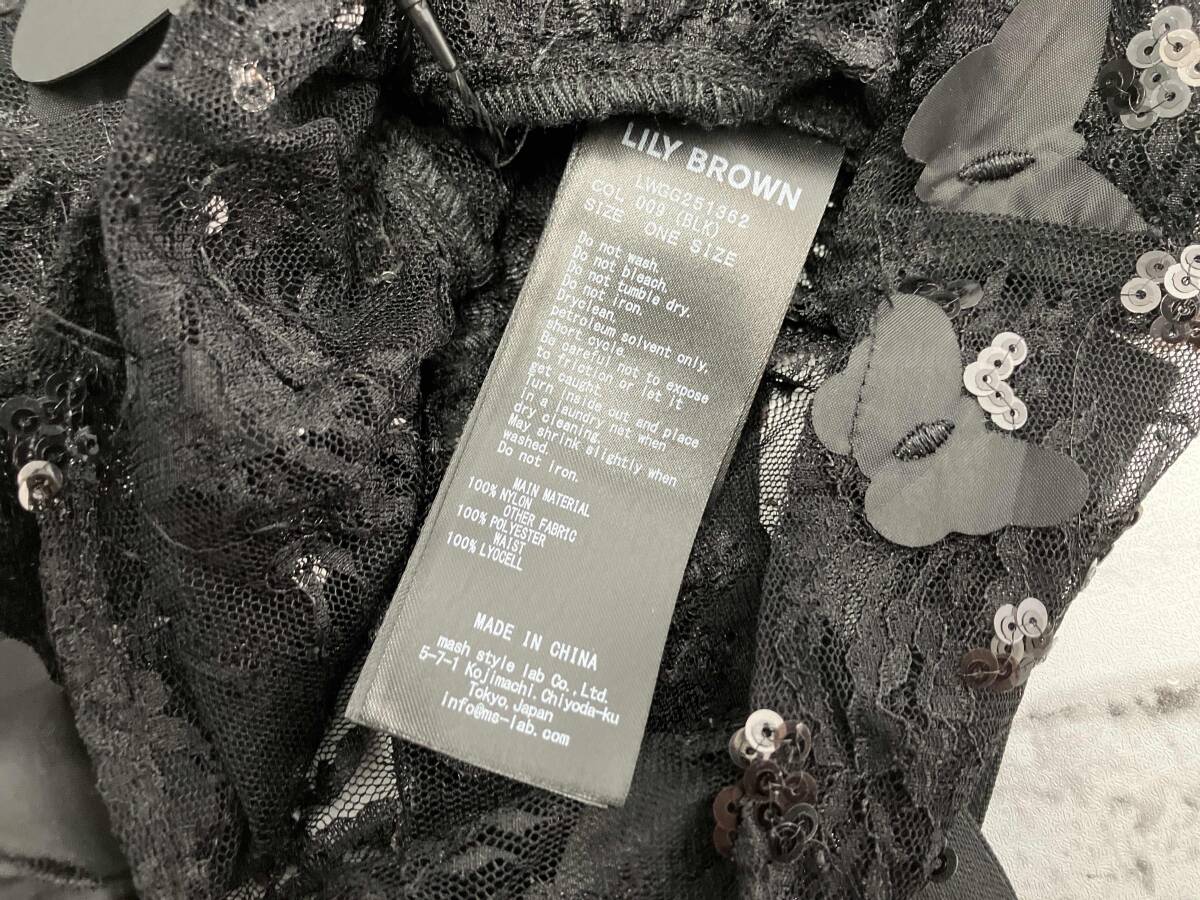 LILY BROWN
LWGG251362
COL 009 (BLK)
SIZE ONE SIZE
Do not wash.
Do not bleach.
Do not tumble dry.
Do not iron.
Dryclean.
petroleum solvent only.
short cycle.
Be careful not to expose
to friction or let it
get caught.
Turn inside out and place
in a laundry net when
dry cleaning.
May shrink slightly when
washed.
Do not iron.
MAIN MATERIAL
100% NYLON
OTHER FABRIC
100% POLYESTER
WAIST
100% LYOCELL
MADE IN CHINA
mash style lab Co.,Ltd.
5-7-1 Kojimachi.Chiyoda-ku
Tokyo,Japan
info@ms-lab.com